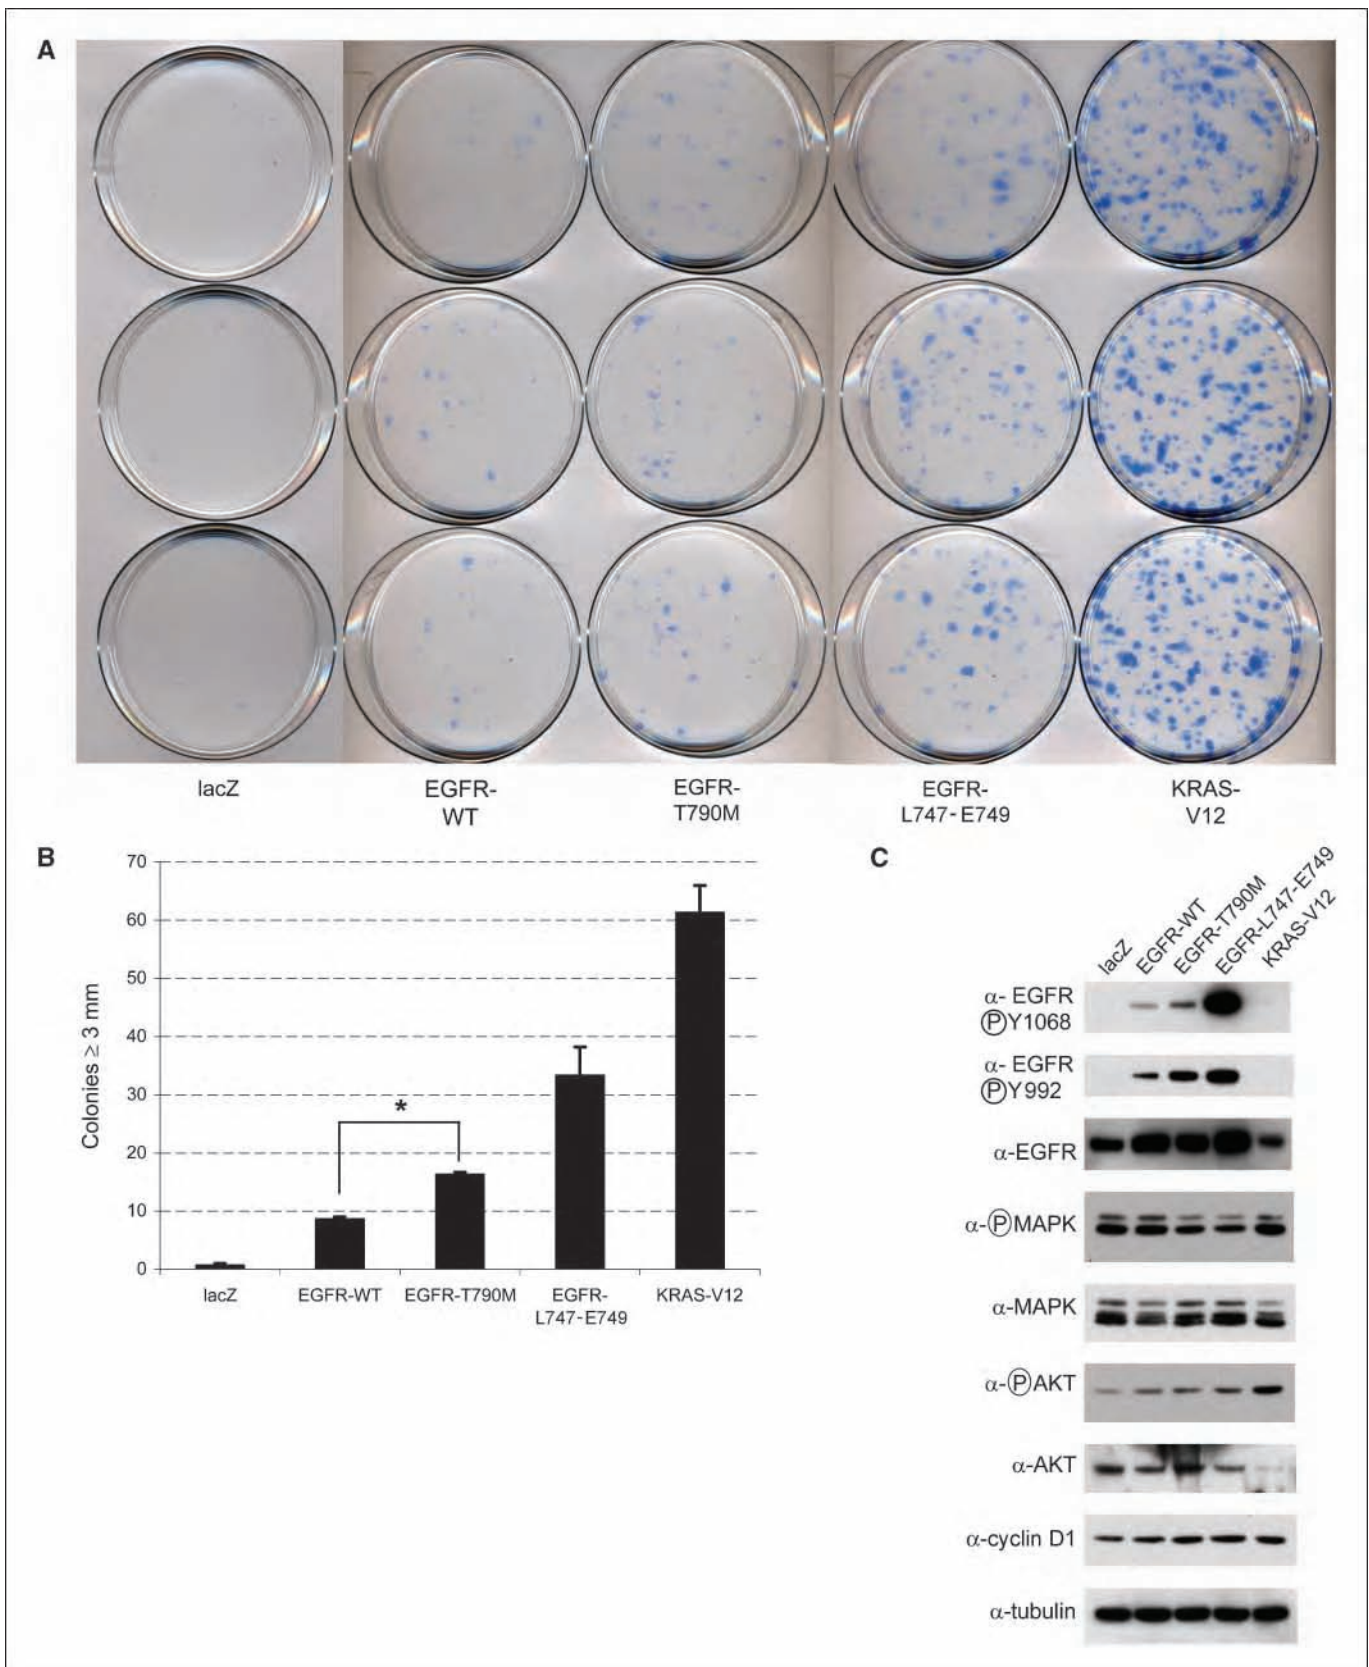 A
lacZ
EGFR-
WT
EGFR-
T790M
EGFR-
L747-E749
KRAS-
V12
B
70
60
50
40
30
20
10
0
Colonies ≥ 3 mm
*
lacZ
EGFR-WT
EGFR-T790M
EGFR-
L747-E749
KRAS-V12
C
lacZ
EGFR-WT
EGFR-T790M
EGFR-L747-E749
KRAS-V12
α- EGFR
ⓅY1068
α- EGFR
ⓅY992
α-EGFR
α-ⓅMAPK
α-MAPK
α-ⓅAKT
α-AKT
α-cyclin D1
α-tubulin